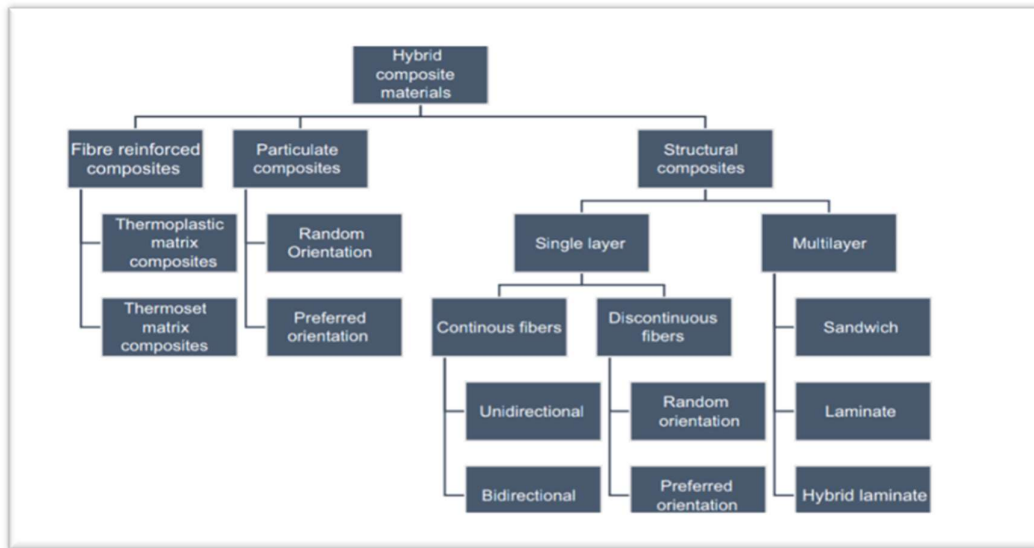 Hybrid
composite
materials
Fibre reinforced
composites
Particulate
composites
Structural
composites
Thermoplastic
matrix
composites
Random
Orientation
Single layer
Multilayer
Thermoset
matrix
composites
Preferred
orientation
Continous fibers
Discontinuous
fibers
Sandwich
Unidirectional
Random
orientation
Laminate
Bidirectional
Preferred
orientation
Hybrid laminate